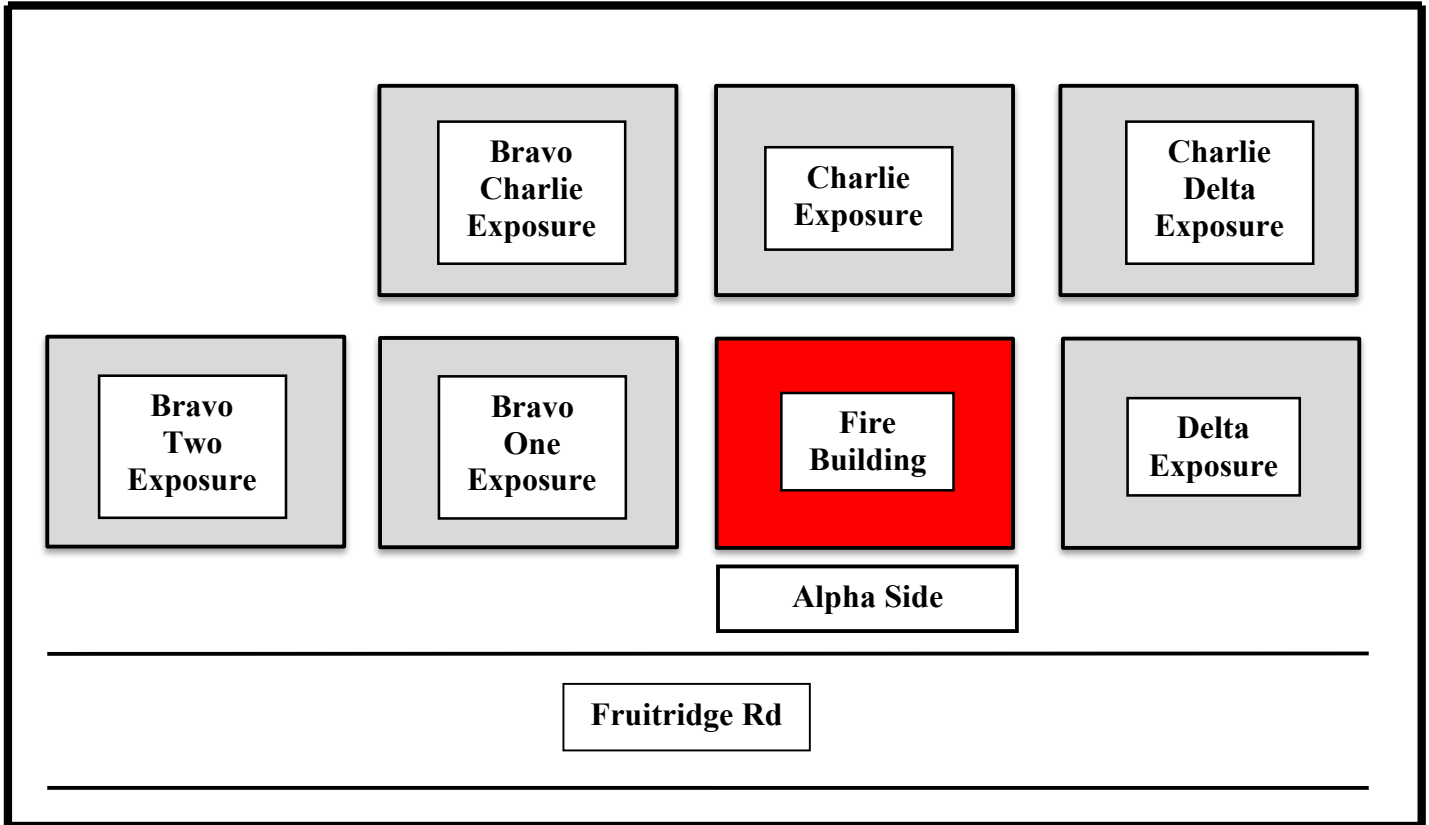 Bravo
Charlie
Exposure
Charlie
Exposure
Charlie
Delta
Exposure
Bravo
Two
Exposure
Bravo
One
Exposure
Fire
Building
Delta
Exposure
Alpha Side
Fruitridge Rd